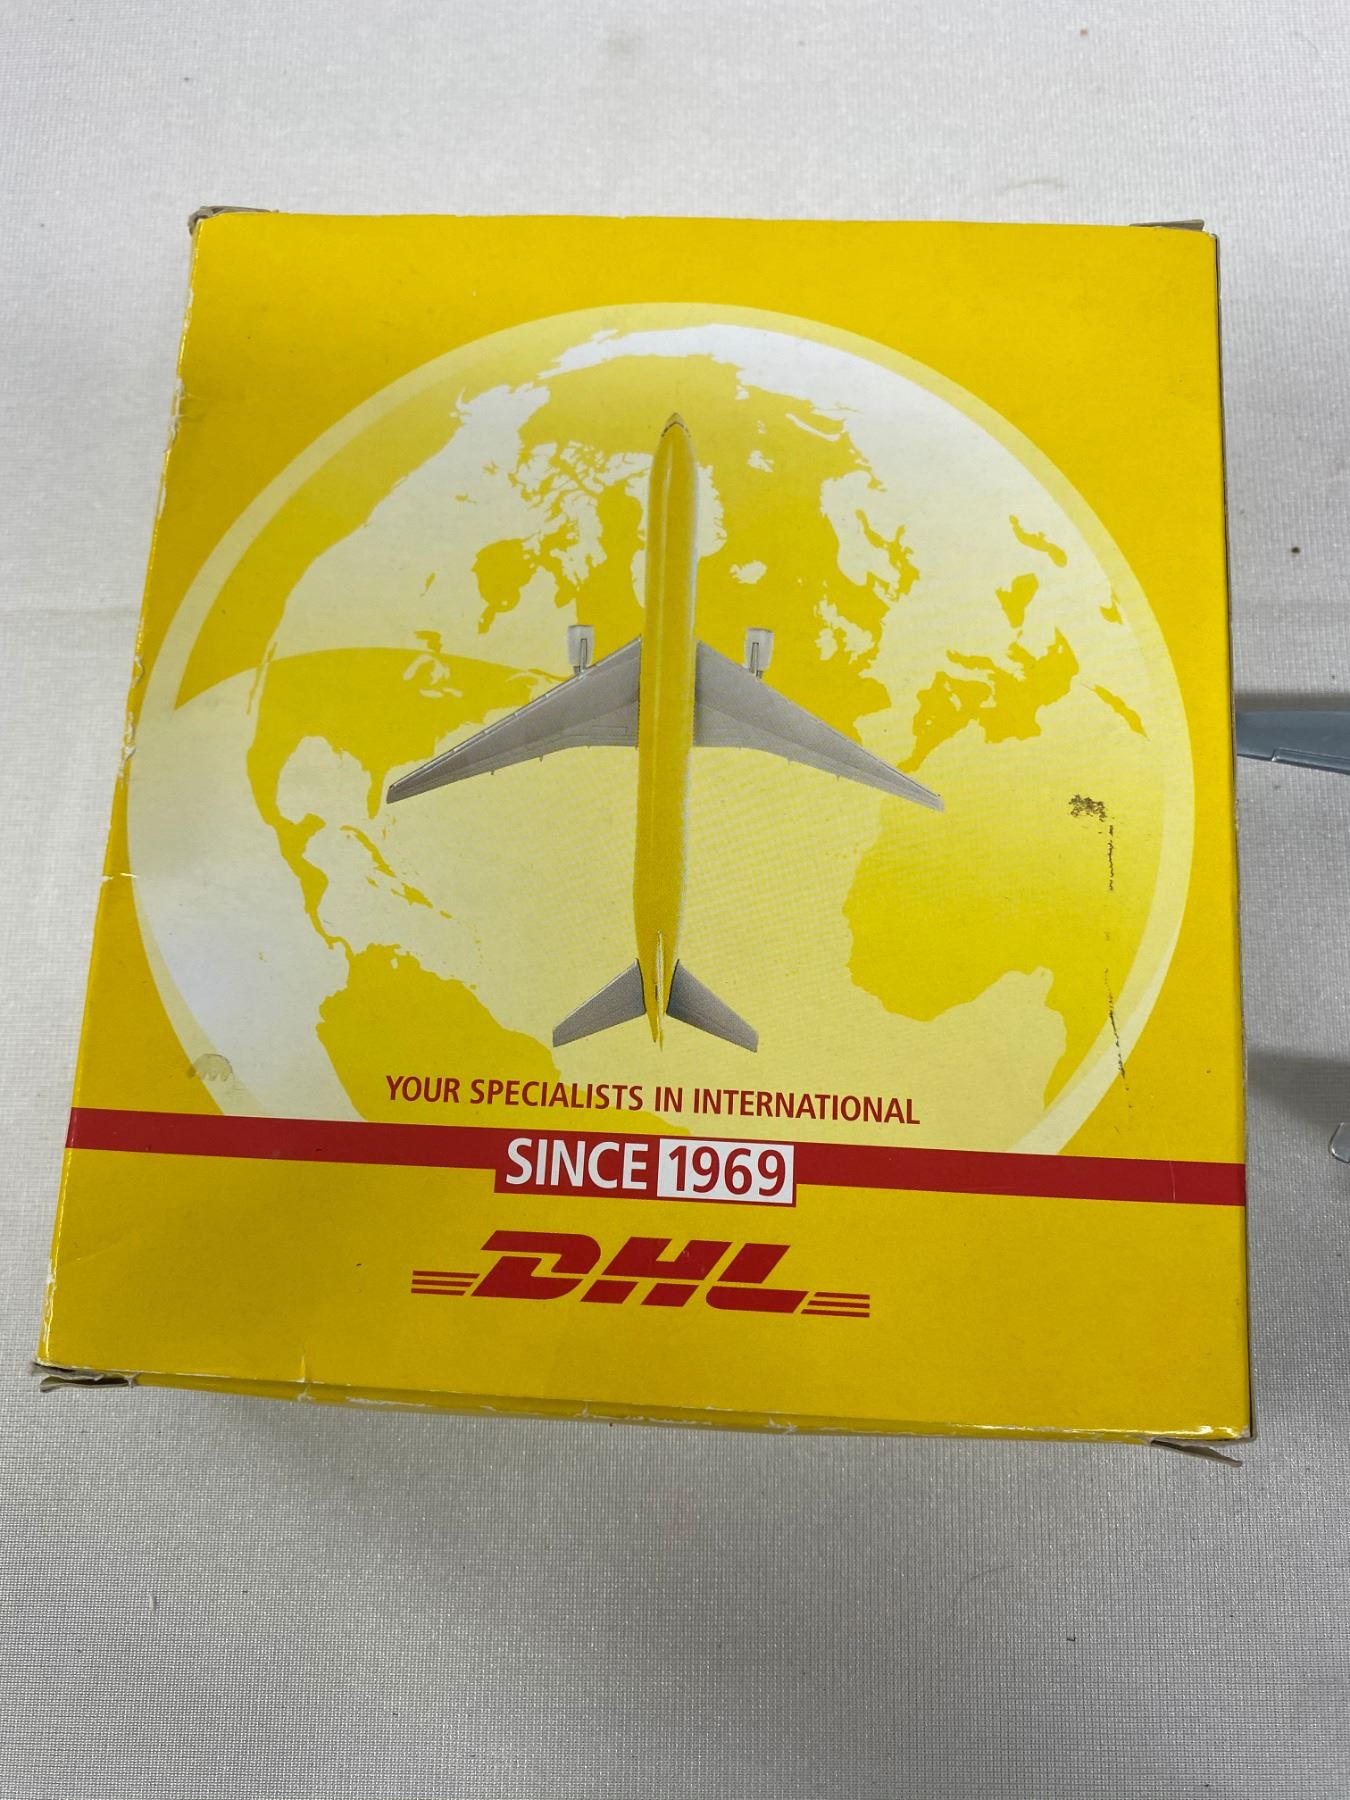 YOUR SPECIALISTS IN INTERNATIONAL
SINCE 1969
DHL